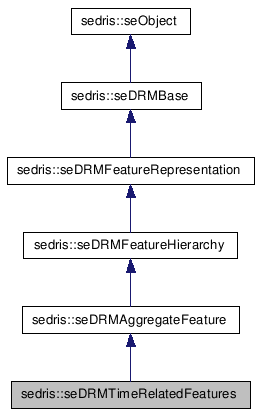 sedris::seObject
sedris::seDRMBase
sedris::seDRMFeatureRepresentation
sedris::seDRMFeatureHierarchy
sedris::seDRMAggregateFeature
sedris::seDRMTimeRelatedFeatures